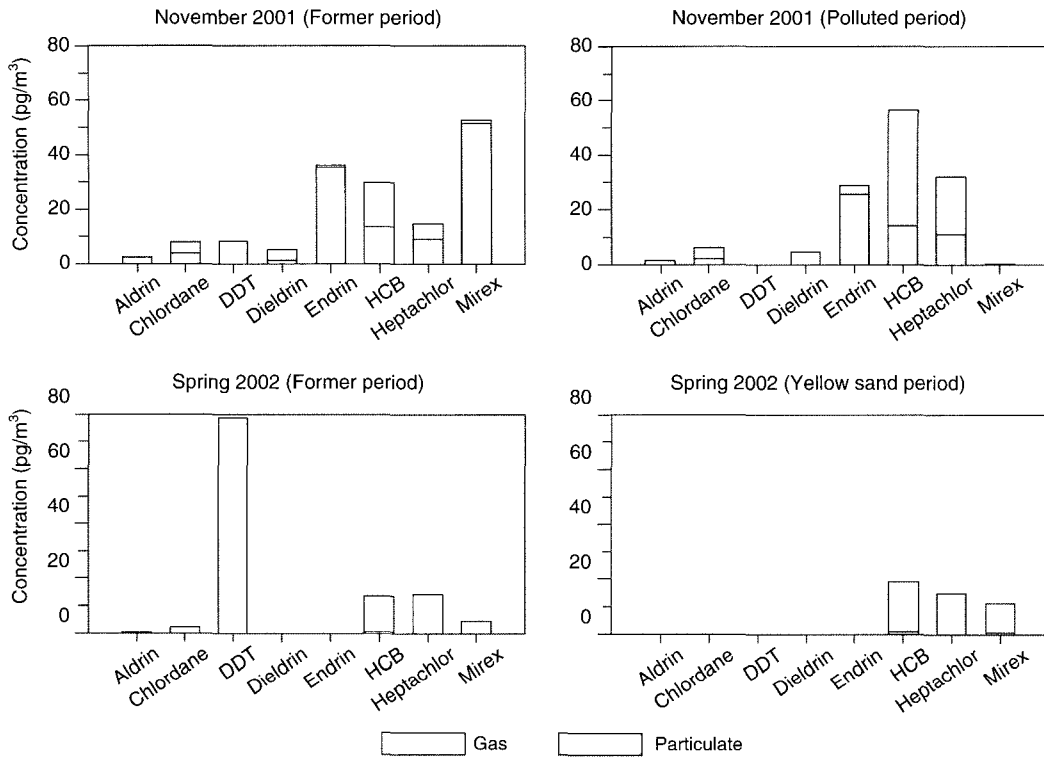 November 2001 (Former period)
November 2001 (Polluted period)
Concentration (pg/m³)
80
60
40
20
0
80
60
40
20
0
Aldrin
Chlordane
DDT
Dieldrin
Endrin
HCB
Heptachlor
Mirex
Aldrin
Chlordane
DDT
Dieldrin
Endrin
HCB
Heptachlor
Mirex
Spring 2002 (Former period)
Spring 2002 (Yellow sand period)
Concentration (pg/m³)
80
60
40
20
0
80
60
40
20
0
Aldrin
Chlordane
DDT
Dieldrin
Endrin
HCB
Heptachlor
Mirex
Aldrin
Chlordane
DDT
Dieldrin
Endrin
HCB
Heptachlor
Mirex
Gas
Particulate